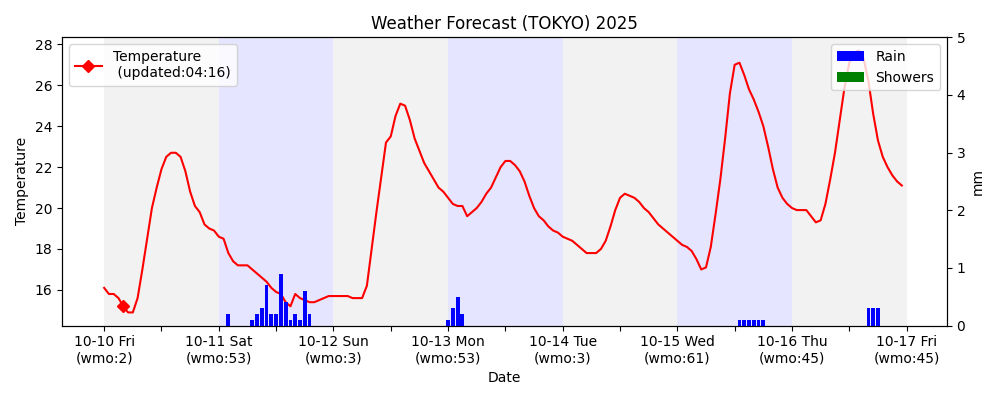 Weather Forecast (TOKYO) 2025
Temperature
(updated:04:16)
Rain
Showers
28
26
24
22
20
18
16
Temperature
5
4
3
2
1
0
mm
10-10 Fri
(wmo:2)
10-11 Sat
(wmo:53)
10-12 Sun
(wmo:3)
10-13 Mon
(wmo:53)
10-14 Tue
(wmo:3)
10-15 Wed
(wmo:61)
10-16 Thu
(wmo:45)
10-17 Fri
(wmo:45)
Date